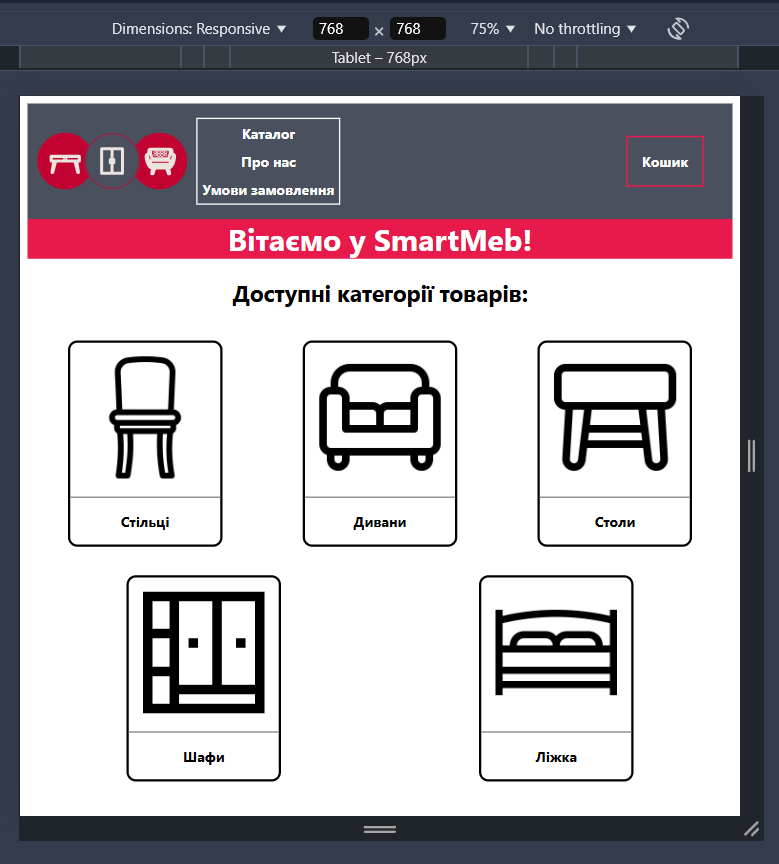 Dimensions: Responsive 768 × 768 75% No throttling
Tablet – 768px
Каталог
Про нас
Умови замовлення
Кошик
Вітаємо у SmartMeb!
Доступні категорії товарів:
Стільці
Дивани
Столи
Шафи
Ліжка